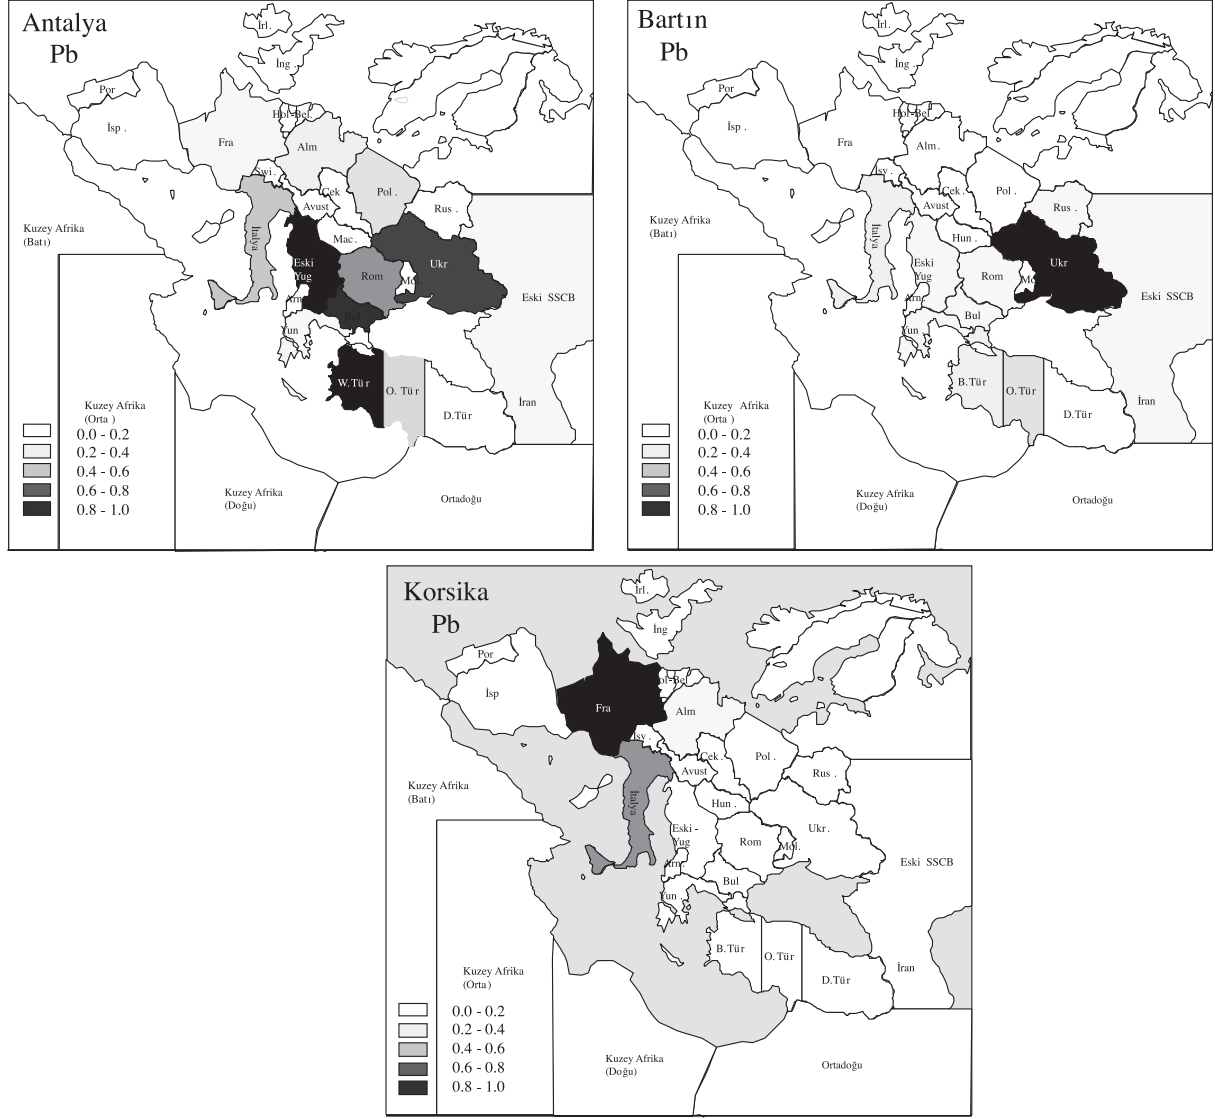 Antalya
Pb
İrl.
İng .
Por
İsp .
Hol-Bel.
Fra
Alm
Swi .
Çek
Pol .
Avust
Rus .
Kuzey Afrika
(Batı)
İtalya
Mac.
Eski
Yug
Rom
Ukr.
Eski SSCB
Arn.
Bul
Yun
W.Tür
O. Tür
D.Tür
İran
Kuzey Afrika
(Orta )
0.0 - 0.2
0.2 - 0.4
0.4 - 0.6
0.6 - 0.8
0.8 - 1.0
Kuzey Afrika
(Doğu)
Ortadoğu
Bartın
Pb
İrl.
İng .
Por
İsp .
Hol-Bel.
Fra
Alm.
Isv .
Çek.
Pol .
Avust
Rus .
Kuzey Afrika
(Batı)
İtalya
Hun .
Eski
Yug
Rom
Ukr
Eski SSCB
Arn.
Bul
Yun .
B.Tür
O.Tür
D.Tür
İran
Kuzey Afrika
(Orta )
0.0 - 0.2
0.2 - 0.4
0.4 - 0.6
0.6 - 0.8
0.8 - 1.0
Kuzey Afrika
(Doğu)
Ortadoğu
Korsika
Pb
İrl.
İng
Por
İsp
ol-Bel
Fra
Alm
Isv .
Çek.
Pol .
Avust
Rus .
Kuzey Afrika
(Batı)
İtalya
Hun .
Eski -
Yug
Rom
Mol.
Ukr.
Eski SSCB
Arn.
Bul
Yun .
B.Tür
O.Tür
D.Tür
İran
Kuzey Afrika
(Orta)
0.0 - 0.2
0.2 - 0.4
0.4 - 0.6
0.6 - 0.8
0.8 - 1.0
Kuzey Afrika
(Doğu)
Ortadoğu